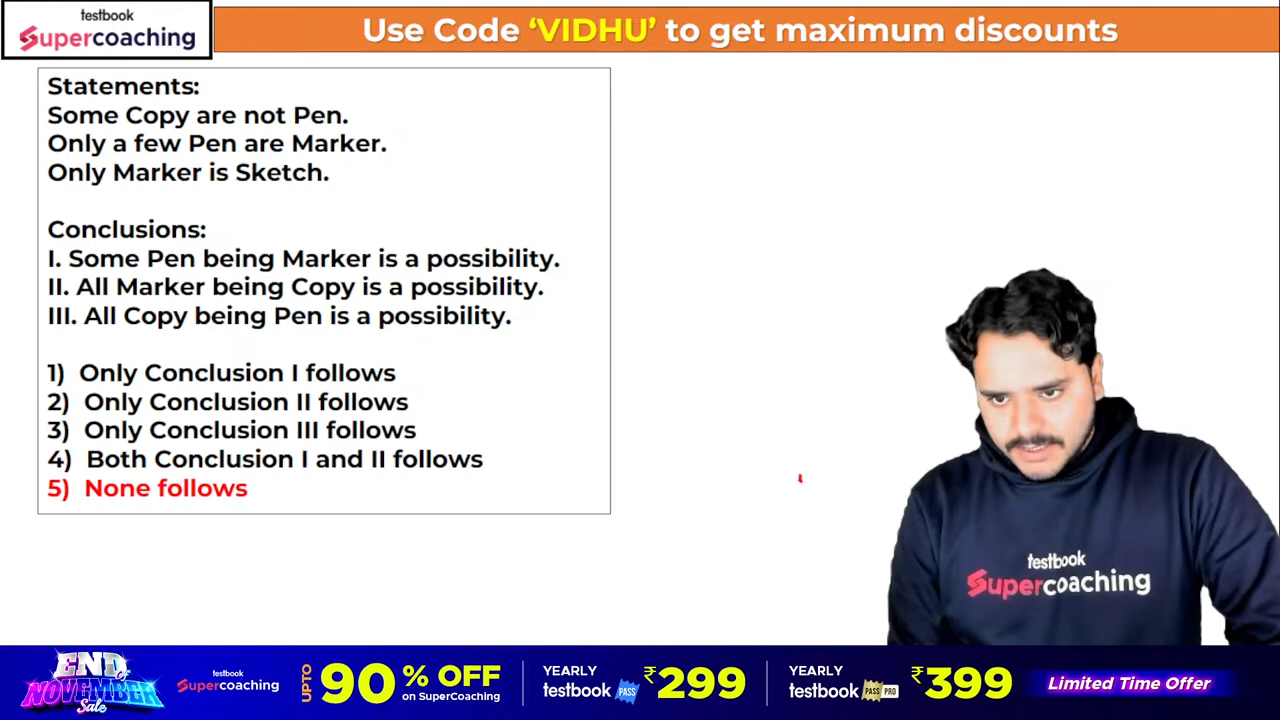 testbook
Supercoaching
Use Code ‘VIDHU’ to get maximum discounts
Statements:
Some Copy are not Pen.
Only a few Pen are Marker.
Only Marker is Sketch.
Conclusions:
I. Some Pen being Marker is a possibility.
II. All Marker being Copy is a possibility.
III. All Copy being Pen is a possibility.
1) Only Conclusion I follows
2) Only Conclusion II follows
3) Only Conclusion III follows
4) Both Conclusion I and II follows
5) None follows
testbook
Supercoaching
END OF
NOVEMBER
Sale
testbook
Supercoaching
UPTO 90% OFF
on SuperCoaching
YEARLY
testbook PASS
₹299
YEARLY
testbook PASS PRO
₹399
Limited Time Offer